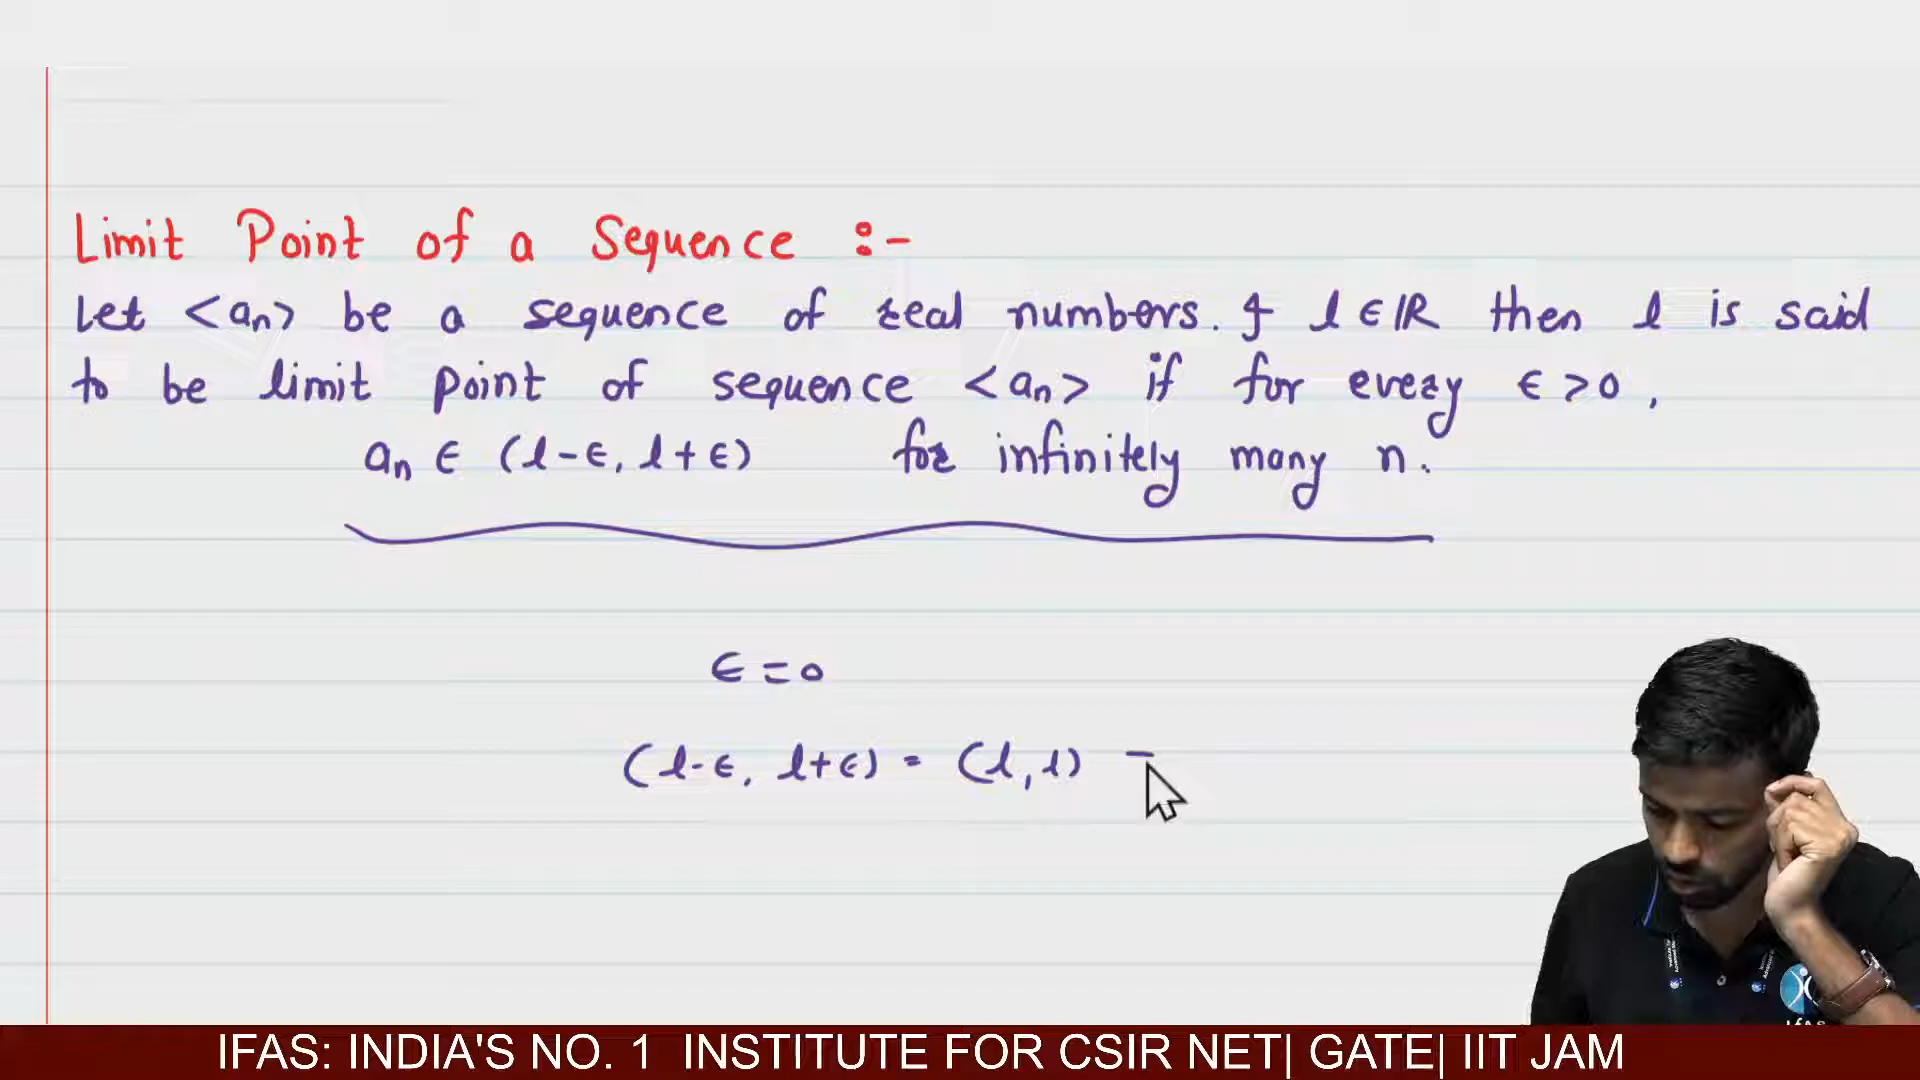 Limit Point of a Sequence :-
Let <an> be a sequence of real numbers. If l ∈ IR then l is said
to be limit point of sequence <an> if for every ϵ > 0 ,
an ∈ (l-ϵ, l+ϵ) for infinitely many n.
ϵ = 0
(l-ϵ, l+ϵ) = (l, l) -
IFAS
IFAS: INDIA'S NO. 1 INSTITUTE FOR CSIR NET| GATE| IIT JAM